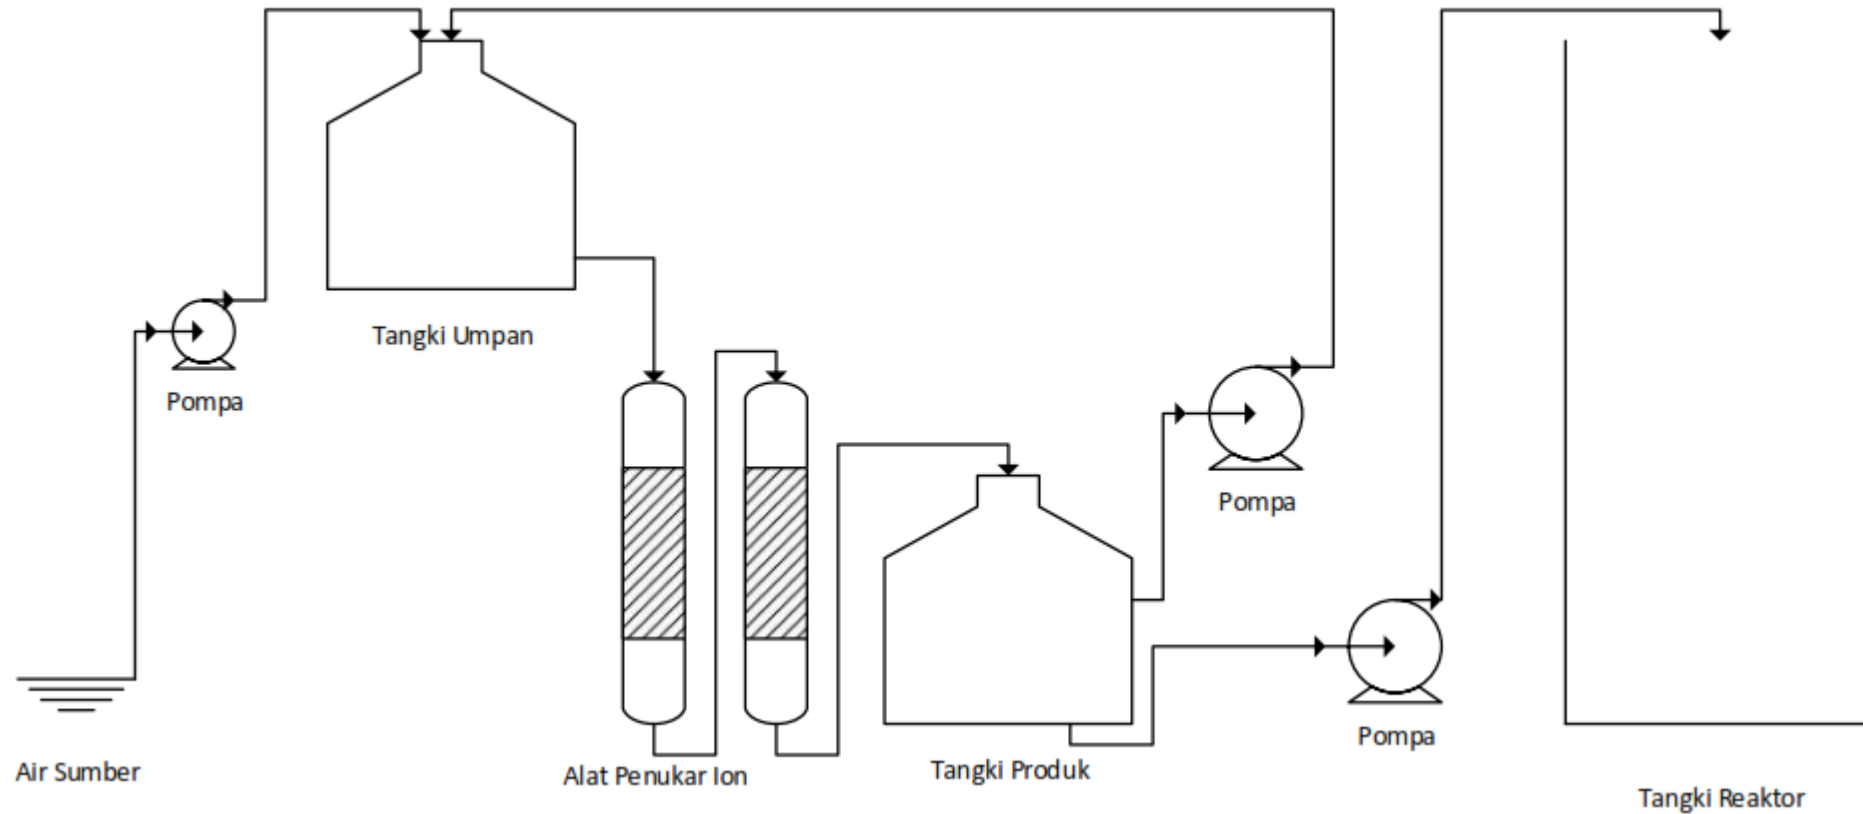 Tangki Umpan
Pompa
Pompa
Pompa
Air Sumber
Alat Penukar Ion
Tangki Produk
Tangki Reaktor